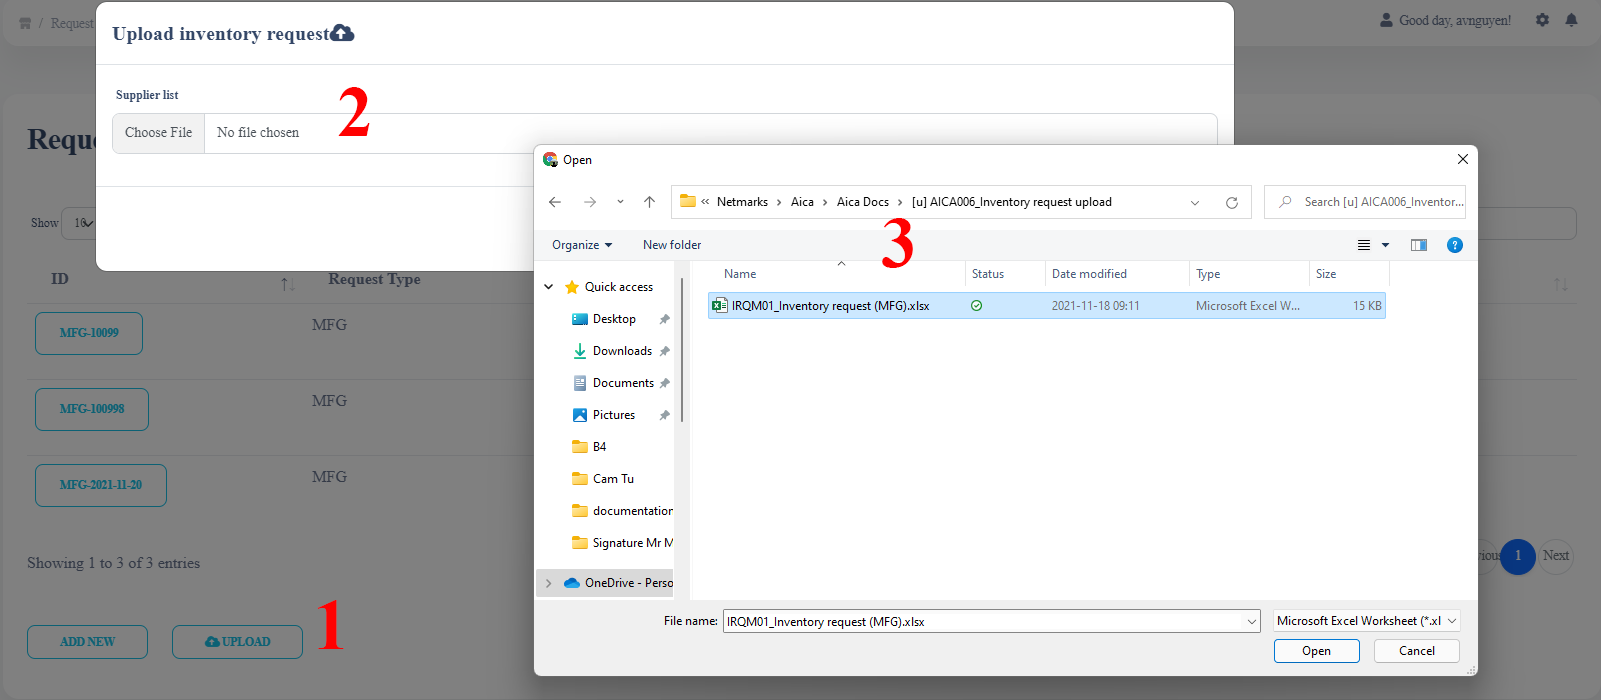 / Request
Good day, avnguyen!
Upload inventory request
Supplier list
2
Choose File
No file chosen
Show 10
ID
Request Type
MFG-10099
MFG
MFG-100998
MFG
MFG-2021-11-20
MFG
Showing 1 to 3 of 3 entries
1
Next
ADD NEW
UPLOAD
1
Open
« Netmarks > Aica > Aica Docs > [u] AICA006_Inventory request upload
Search [u] AICA006_Inventor...
3
Organize
New folder
?
Name
Status
Date modified
Type
Size
IRQM01_Inventory request (MFG).xlsx
2021-11-18 09:11
Microsoft Excel W...
15 KB
Quick access
Desktop
Downloads
Documents
Pictures
B4
Cam Tu
documentation
Signature Mr M
OneDrive - Perso
File name:
IRQM01_Inventory request (MFG).xlsx
Microsoft Excel Worksheet (*.xl
Open
Cancel